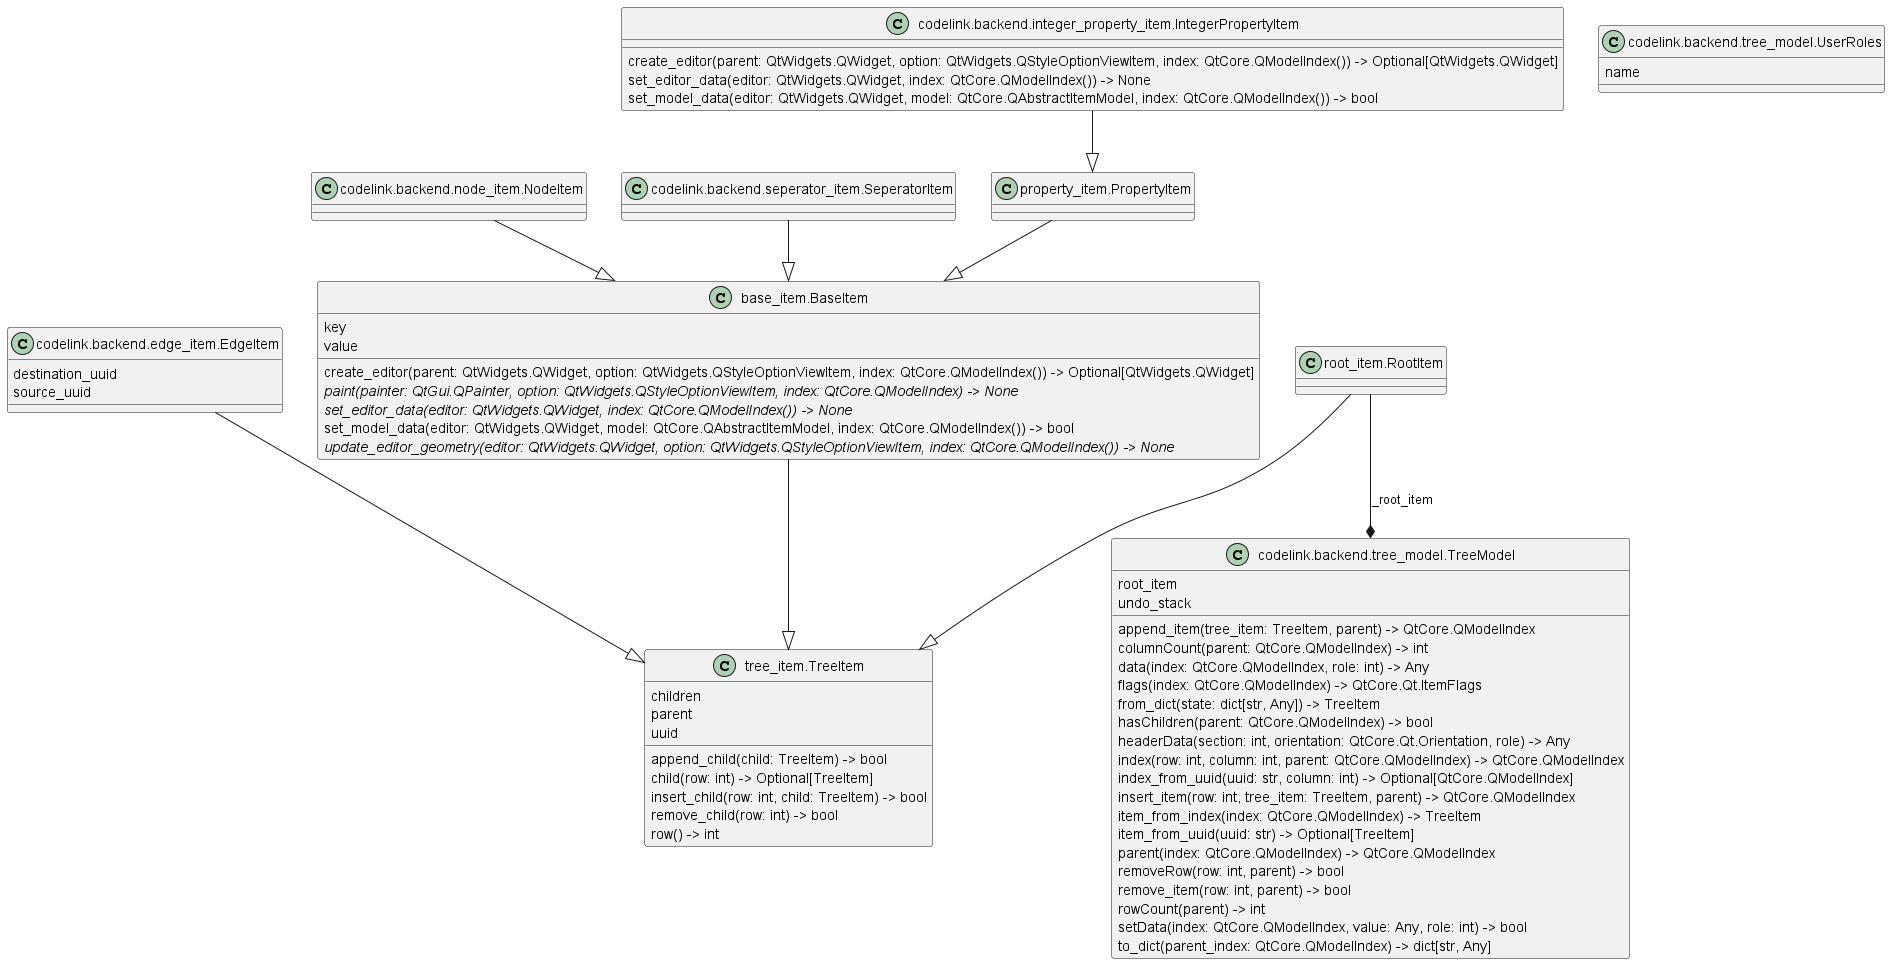 C codelink.backend.integer_property_item.IntegerPropertyItem
create_editor(parent: QtWidgets.QWidget, option: QtWidgets.QStyleOptionViewItem, index: QtCore.QModelIndex()) -> Optional[QtWidgets.QWidget]
set_editor_data(editor: QtWidgets.QWidget, index: QtCore.QModelIndex()) -> None
set_model_data(editor: QtWidgets.QWidget, model: QtCore.QAbstractItemModel, index: QtCore.QModelIndex()) -> bool
C codelink.backend.tree_model.UserRoles
name
C codelink.backend.node_item.NodeItem
C codelink.backend.seperator_item.SeperatorItem
C property_item.PropertyItem
C base_item.BaseItem
key
value
create_editor(parent: QtWidgets.QWidget, option: QtWidgets.QStyleOptionViewItem, index: QtCore.QModelIndex()) -> Optional[QtWidgets.QWidget]
paint(painter: QtGui.QPainter, option: QtWidgets.QStyleOptionViewItem, index: QtCore.QModelIndex) -> None
set_editor_data(editor: QtWidgets.QWidget, index: QtCore.QModelIndex()) -> None
set_model_data(editor: QtWidgets.QWidget, model: QtCore.QAbstractItemModel, index: QtCore.QModelIndex()) -> bool
update_editor_geometry(editor: QtWidgets.QWidget, option: QtWidgets.QStyleOptionViewItem, index: QtCore.QModelIndex()) -> None
C codelink.backend.edge_item.EdgeItem
destination_uuid
source_uuid
C root_item.RootItem
_root_item
C tree_item.TreeItem
children
parent
uuid
append_child(child: TreeItem) -> bool
child(row: int) -> Optional[TreeItem]
insert_child(row: int, child: TreeItem) -> bool
remove_child(row: int) -> bool
row() -> int
C codelink.backend.tree_model.TreeModel
root_item
undo_stack
append_item(tree_item: TreeItem, parent) -> QtCore.QModelIndex
columnCount(parent: QtCore.QModelIndex) -> int
data(index: QtCore.QModelIndex, role: int) -> Any
flags(index: QtCore.QModelIndex) -> QtCore.Qt.ItemFlags
from_dict(state: dict[str, Any]) -> TreeItem
hasChildren(parent: QtCore.QModelIndex) -> bool
headerData(section: int, orientation: QtCore.Qt.Orientation, role) -> Any
index(row: int, column: int, parent: QtCore.QModelIndex) -> QtCore.QModelIndex
index_from_uuid(uuid: str, column: int) -> Optional[QtCore.QModelIndex]
insert_item(row: int, tree_item: TreeItem, parent) -> QtCore.QModelIndex
item_from_index(index: QtCore.QModelIndex) -> TreeItem
item_from_uuid(uuid: str) -> Optional[TreeItem]
parent(index: QtCore.QModelIndex) -> QtCore.QModelIndex
removeRow(row: int, parent) -> bool
remove_item(row: int, parent) -> bool
rowCount(parent) -> int
setData(index: QtCore.QModelIndex, value: Any, role: int) -> bool
to_dict(parent_index: QtCore.QModelIndex) -> dict[str, Any]